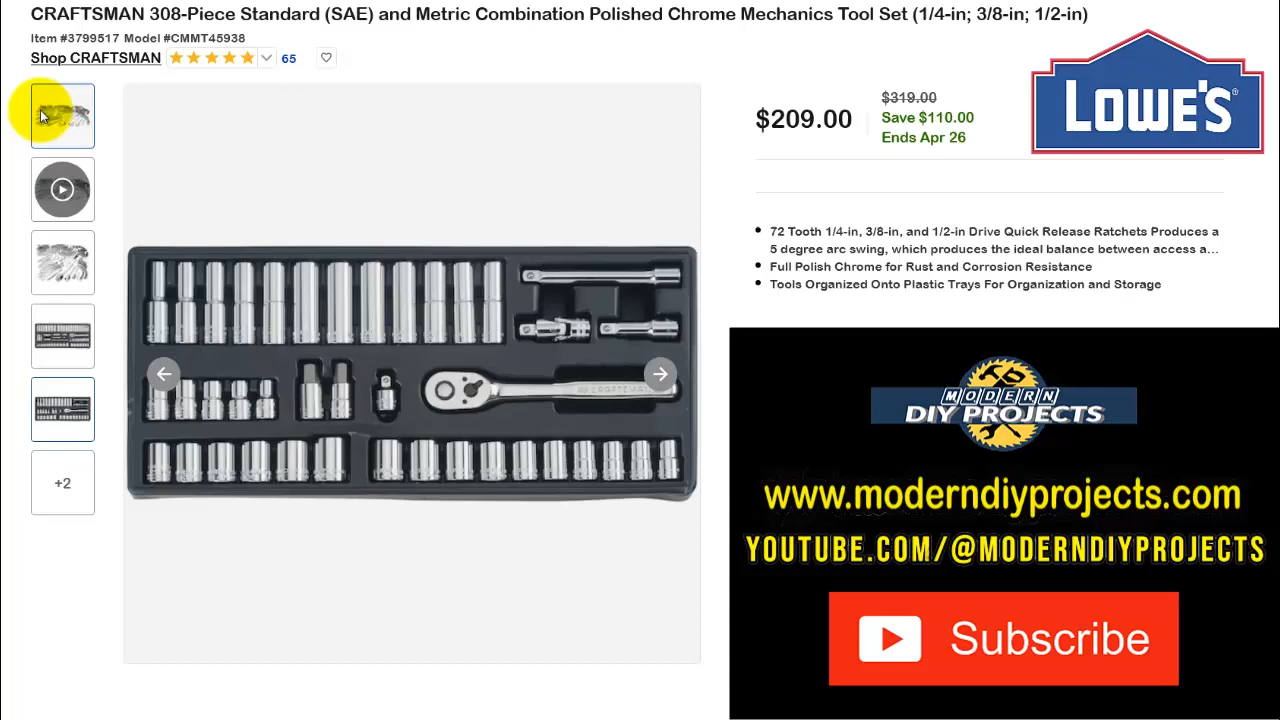 CRAFTSMAN 308-Piece Standard (SAE) and Metric Combination Polished Chrome Mechanics Tool Set (1/4-in; 3/8-in; 1/2-in)
Item #3799517 Model #CMMT45938
Shop CRAFTSMAN 65
$209.00
$319.00
Save $110.00
Ends Apr 26
LOWE'S®
72 Tooth 1/4-in, 3/8-in, and 1/2-in Drive Quick Release Ratchets Produces a
5 degree arc swing, which produces the ideal balance between access a...
Full Polish Chrome for Rust and Corrosion Resistance
Tools Organized Onto Plastic Trays For Organization and Storage
CRAFTSMAN
+2
MODERN
DIY PROJECTS
www.moderndiyprojects.com
YOUTUBE.COM/@MODERNDIYPROJECTS
Subscribe